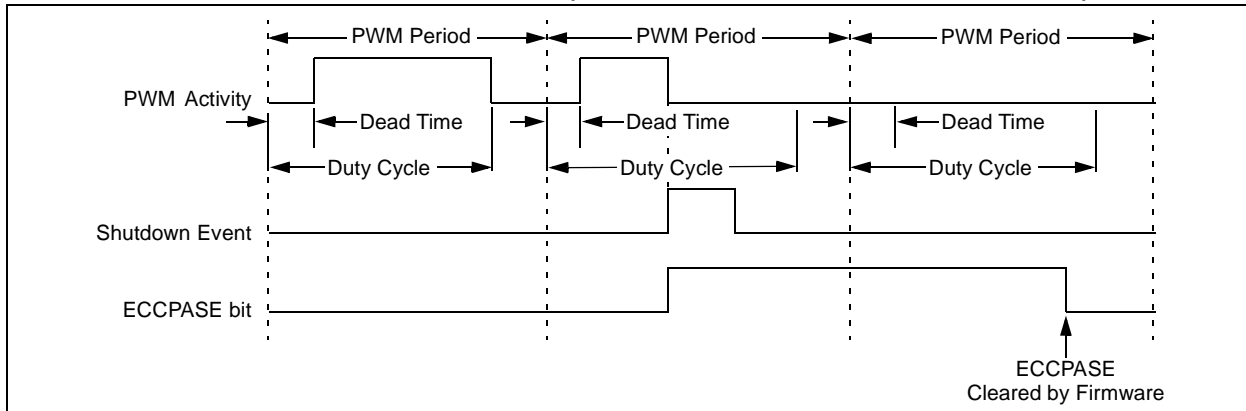 PWM Period PWM Period PWM Period
PWM Activity
Dead Time Dead Time Dead Time
Duty Cycle Duty Cycle Duty Cycle
Shutdown Event
ECCPASE bit
ECCPASE
Cleared by Firmware